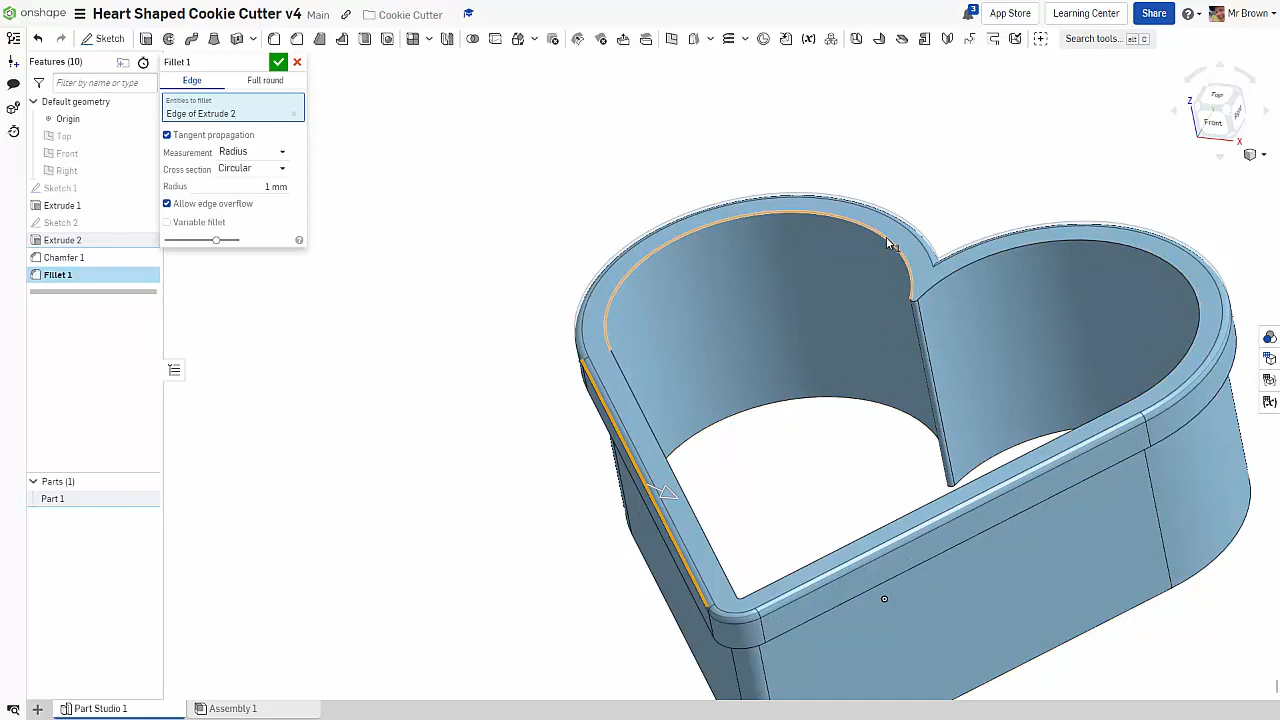 onshape Heart Shaped Cookie Cutter v4 Main Cookie Cutter 3 App Store Learning Center Share Mr Brown
Sketch Search tools... alt C
Features (10)
Filter by name or type
Default geometry
Origin
Top
Front
Right
Sketch 1
Extrude 1
Sketch 2
Extrude 2
Chamfer 1
Fillet 1
Fillet 1
Edge Full round
Entities to fillet
Edge of Extrude 2
Tangent propagation
Measurement Radius
Cross section Circular
Radius 1 mm
Allow edge overflow
Variable fillet
Top
Front
Z
X
Parts (1)
Part 1
Part Studio 1 Assembly 1